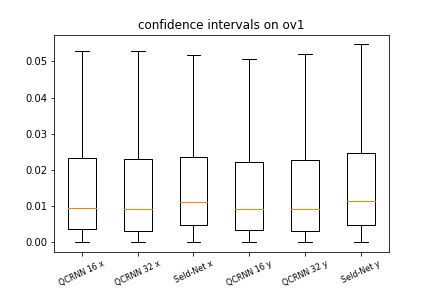 confidence intervals on ov1
0.05
0.04
0.03
0.02
0.01
0.00
QCRNN 16 x
QCRNN 32 x
Seld-Net x
QCRNN 16 y
QCRNN 32 y
Seld-Net y